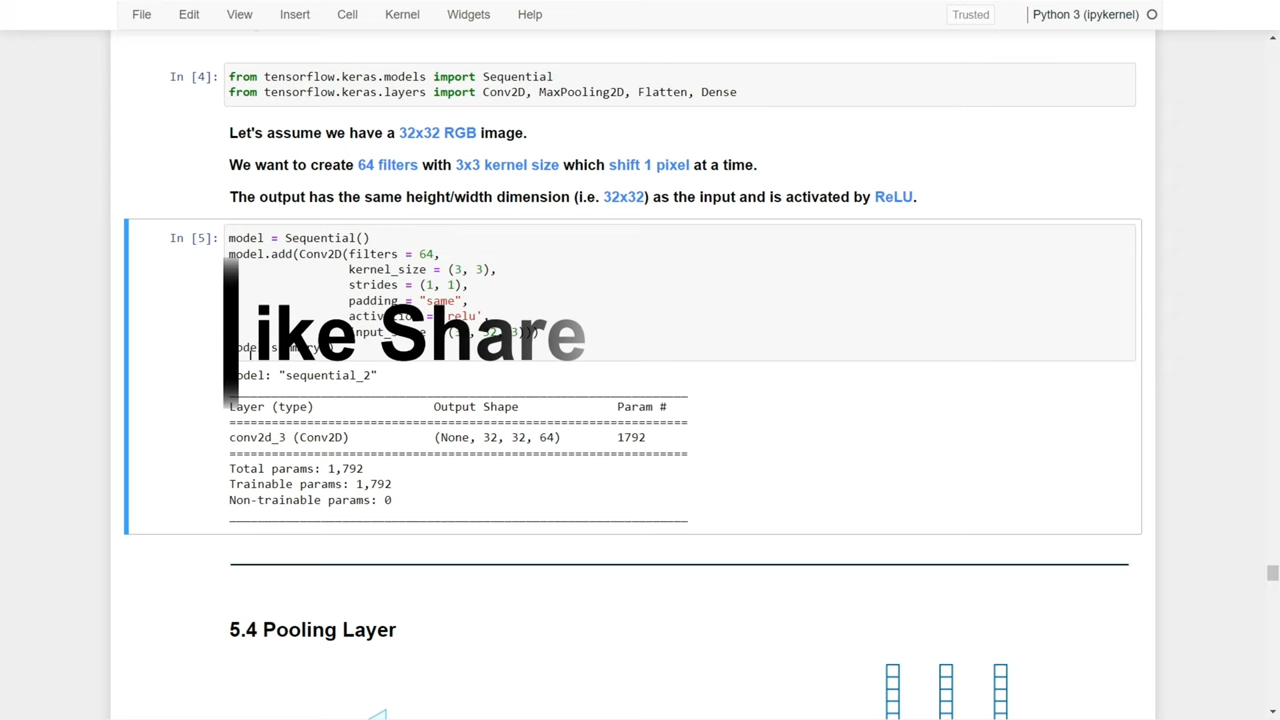 File Edit View Insert Cell Kernel Widgets Help Trusted Python 3 (ipykernel)
In [4]: from tensorflow.keras.models import Sequential
from tensorflow.keras.layers import Conv2D, MaxPooling2D, Flatten, Dense
Let's assume we have a 32x32 RGB image.
We want to create 64 filters with 3x3 kernel size which shift 1 pixel at a time.
The output has the same height/width dimension (i.e. 32x32) as the input and is activated by ReLU.
In [5]: model = Sequential()
model.add(Conv2D(filters = 64,
kernel_size = (3, 3),
strides = (1, 1),
padding = "same",
relu',
ike Share
model: "sequential_2"
Layer (type) Output Shape Param #
conv2d_3 (Conv2D) (None, 32, 32, 64) 1792
Total params: 1,792
Trainable params: 1,792
Non-trainable params: 0
5.4 Pooling Layer